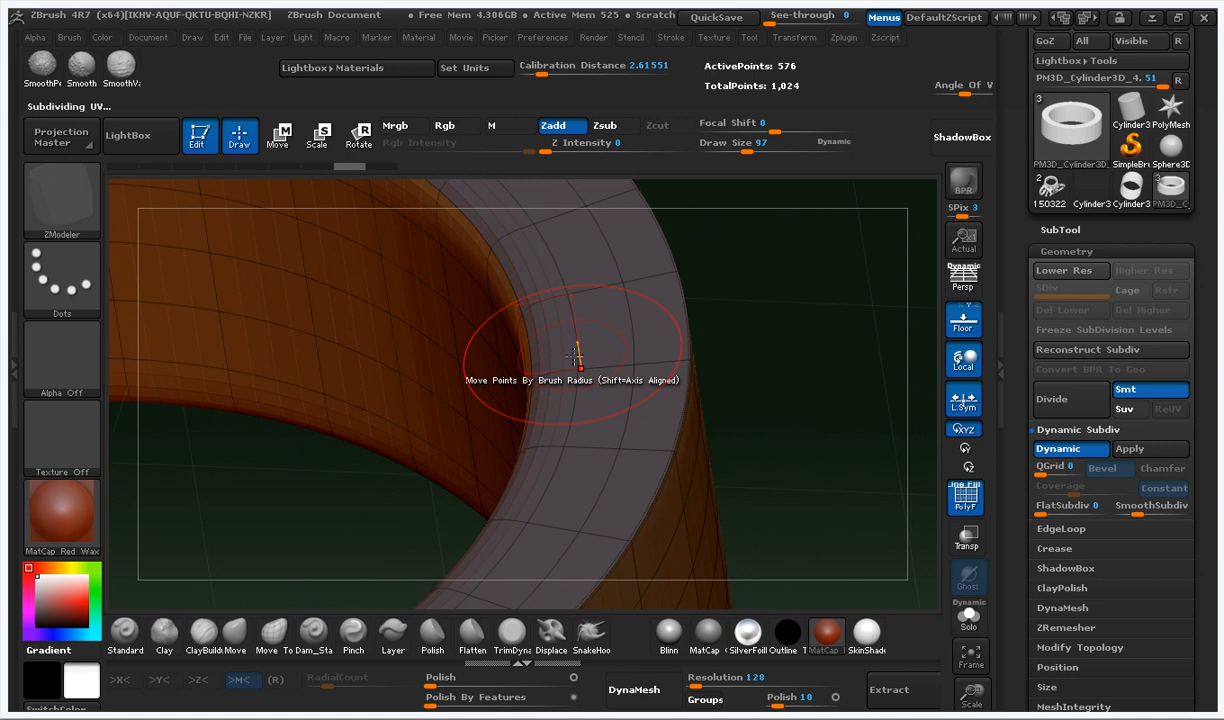 ZBrush 4R7 (x64)[IKHV-AQUF-QKTU-BQHI-NZKR] ZBrush Document • Free Mem 4.306GB • Active Mem 525 • Scratch QuickSave See-through 0 Menus DefaultZScript
Alpha Brush Color Document Draw Edit File Layer Light Macro Marker Material Movie Picker Preferences Render Stencil Stroke Texture Tool Transform Zplugin Zscript
GoZ All Visible R
Lightbox▸Tools
SmoothPe Smooth SmoothVa
Lightbox▸Materials Set Units Calibration Distance 2.61551
ActivePoints: 576
TotalPoints: 1,024
Angle Of V
PM3D_Cylinder3D_4. 51 R
Subdividing UV...
Projection
Master
LightBox
Edit Draw Move Scale Rotate
Mrgb Rgb M Zadd Zsub Zcut
Rgb Intensity Z Intensity 0
Focal Shift 0
Draw Size 97 Dynamic
ShadowBox
3
PM3D_Cylinder3D_
Cylinder3 PolyMesh
SimpleBru Sphere3D
2 3
150322 Cylinder3 Cylinder3 PM3D_C
ZModeler
Dots
Alpha Off
Texture Off
MatCap Red Wax
Gradient
SwitchColor
Move Points By Brush Radius (Shift=Axis Aligned)
BPR
SPix 3
Actual
Dynamic
Persp
Floor
Local
L.Sym
XYZ
Y
Z
Line Fill
PolyF
Transp
Ghost
Dynamic
Solo
Frame
Scale
SubTool
Geometry
Lower Res Higher Res
SDiv Cage Rstr
Del Lower Del Higher
Freeze SubDivision Levels
Reconstruct Subdiv
Convert BPR To Geo
Divide Smt
Suv ReUV
Dynamic Subdiv
Dynamic Apply
QGrid 0 Bevel Chamfer
Coverage Constant
FlatSubdiv 0 SmoothSubdiv
EdgeLoop
Crease
ShadowBox
ClayPolish
DynaMesh
ZRemesher
Modify Topology
Position
Size
MeshIntegrity
Standard Clay ClayBuild Move Move To Dam_Sta Pinch Layer Polish Flatten TrimDyna Displace SnakeHoo Blinn MatCap SilverFoil Outline T MatCap SkinShade
>X< >Y< >Z< >M< (R) RadialCount
Polish
Polish By Features
DynaMesh
Resolution 128
Groups Polish 10
Extract